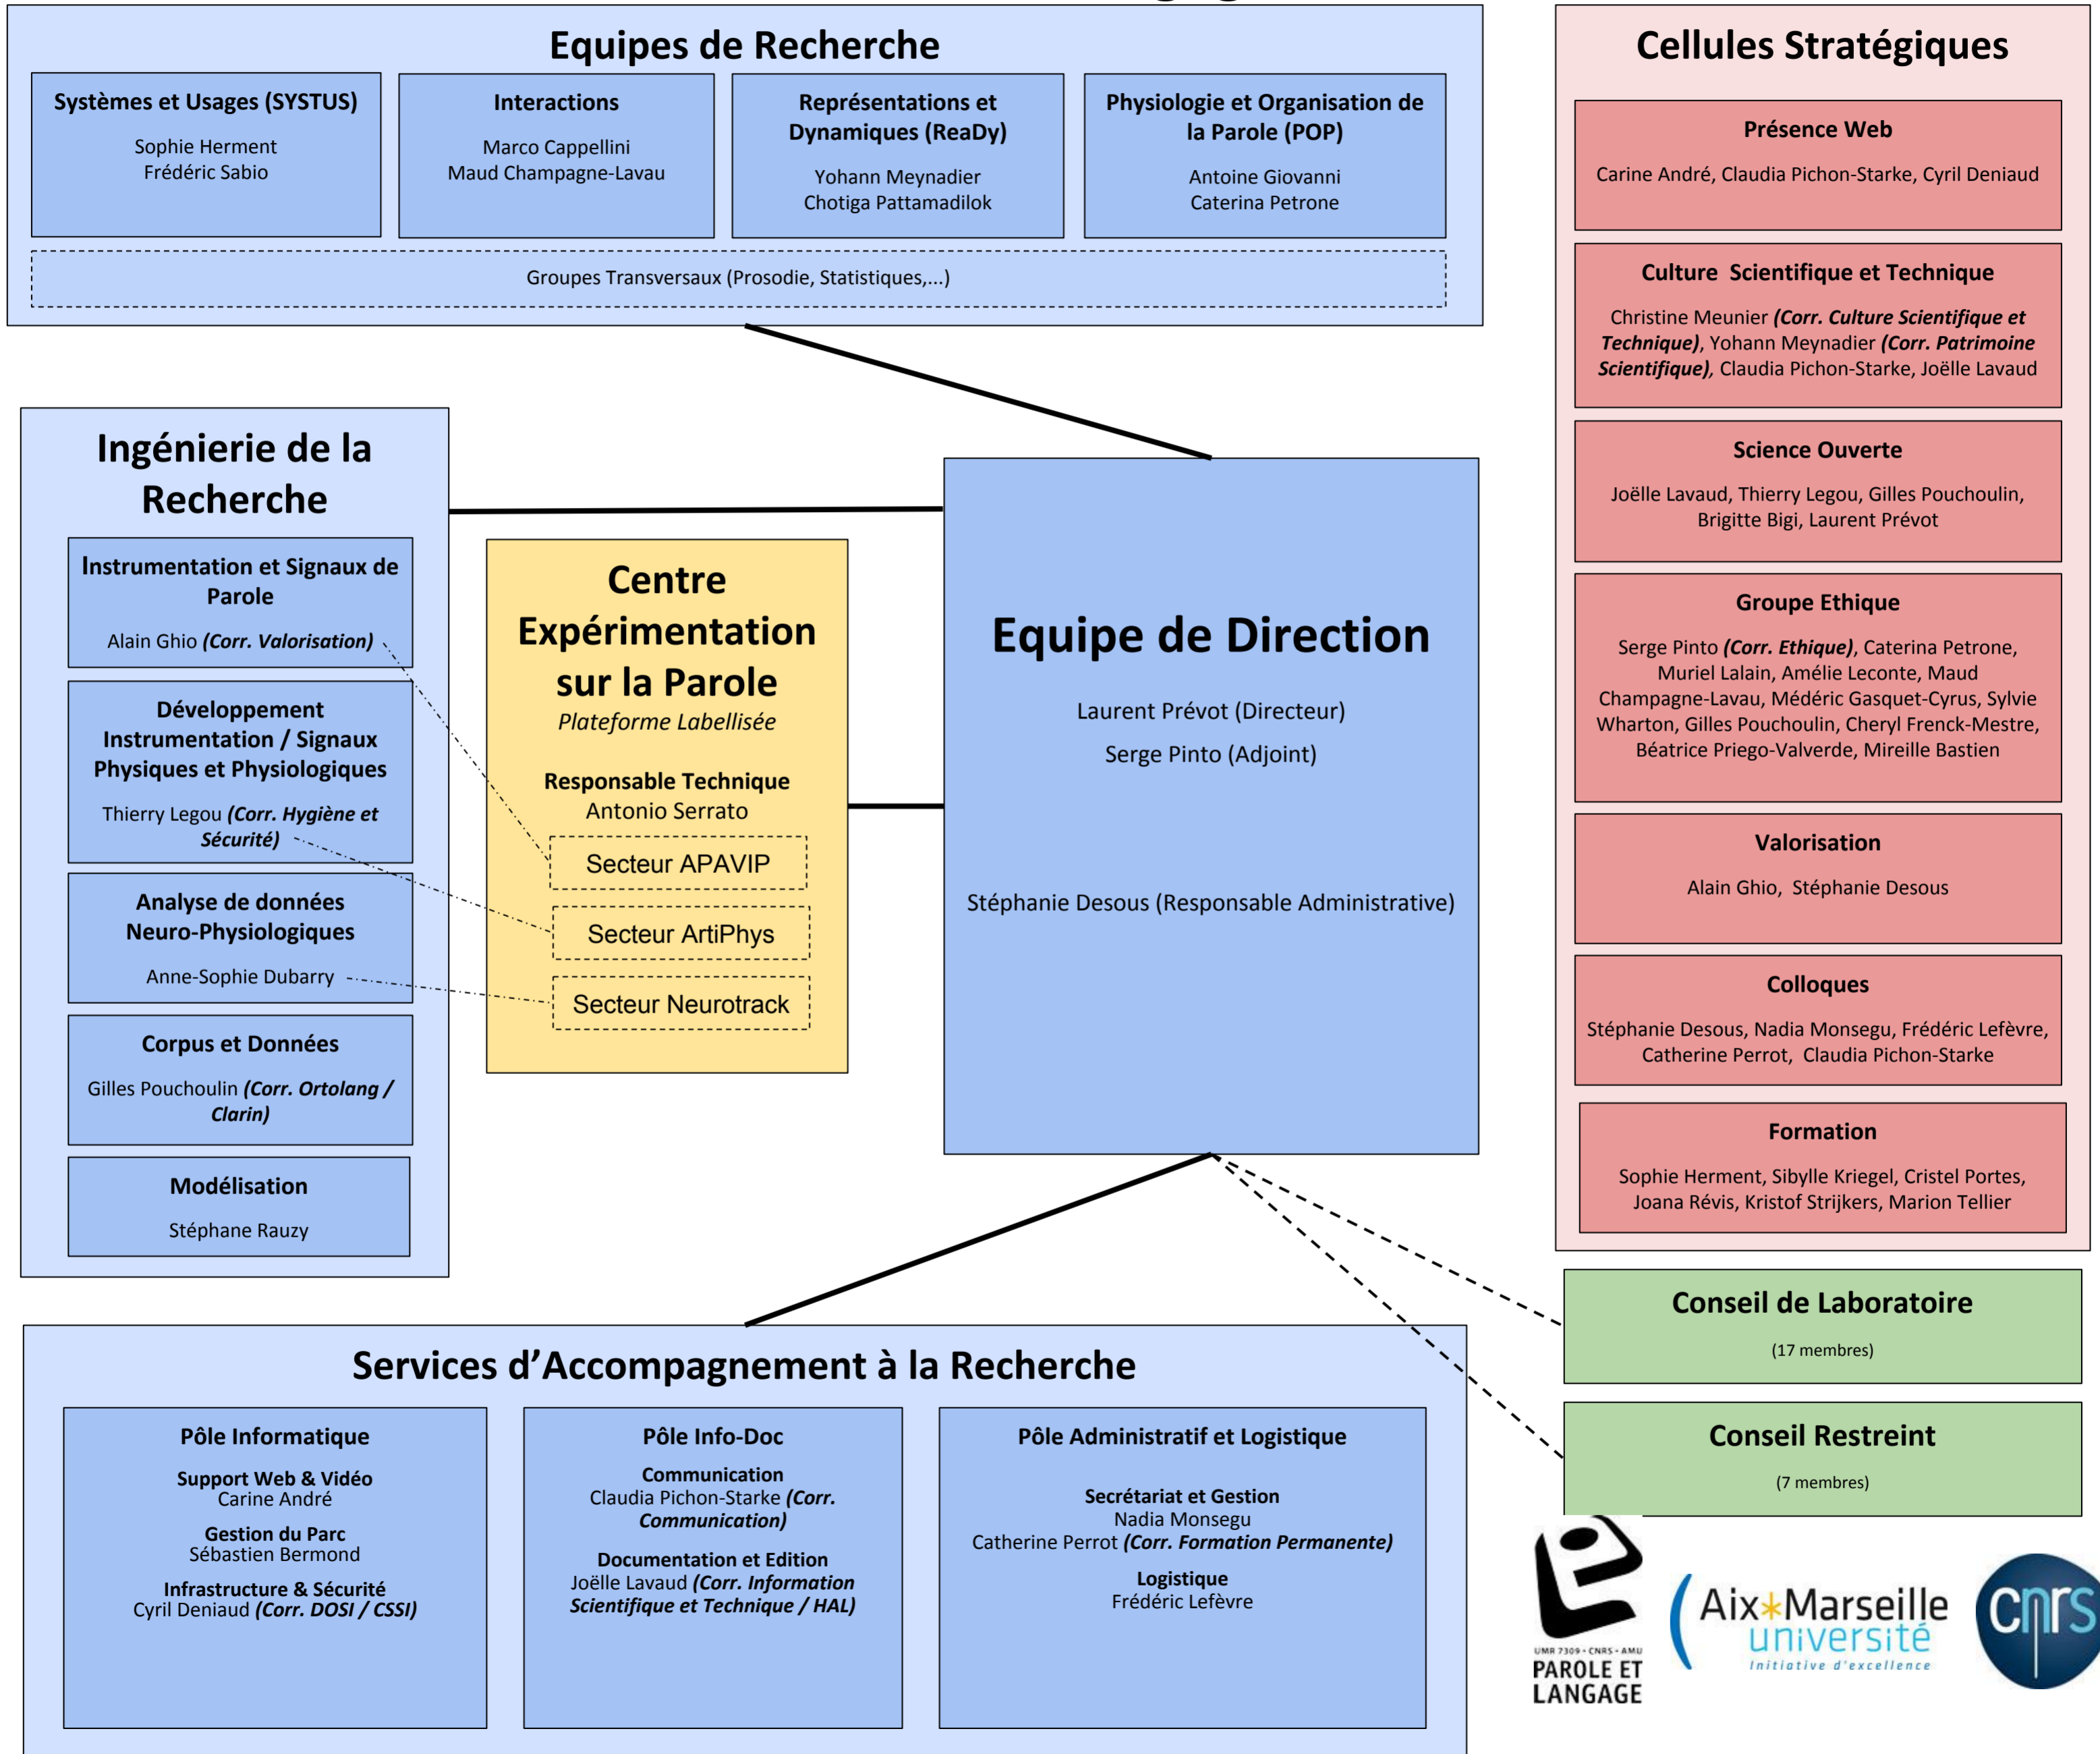 Equipes de Recherche
Systèmes et Usages (SYSTUS)
Sophie Herment
Frédéric Sabio
Interactions
Marco Cappellini
Maud Champagne-Lavau
Représentations et
Dynamiques (ReaDy)
Yohann Meynadier
Chotiga Pattamadilok
Physiologie et Organisation de
la Parole (POP)
Antoine Giovanni
Caterina Petrone
Groupes Transversaux (Prosodie, Statistiques,...)
Ingénierie de la
Recherche
Instrumentation et Signaux de
Parole
Alain Ghio (Corr. Valorisation)
Développement
Instrumentation / Signaux
Physiques et Physiologiques
Thierry Legou (Corr. Hygiène et
Sécurité)
Analyse de données
Neuro-Physiologiques
Anne-Sophie Dubarry
Corpus et Données
Gilles Pouchoulin (Corr. Ortolang /
Clarin)
Modélisation
Stéphane Rauzy
Centre
Expérimentation
sur la Parole
Plateforme Labellisée
Responsable Technique
Antonio Serrato
Secteur APAVIP
Secteur ArtiPhys
Secteur Neurotrack
Equipe de Direction
Laurent Prévot (Directeur)
Serge Pinto (Adjoint)
Stéphanie Desous (Responsable Administrative)
Services d’Accompagnement à la Recherche
Pôle Informatique
Support Web & Vidéo
Carine André
Gestion du Parc
Sébastien Bermond
Infrastructure & Sécurité
Cyril Deniaud (Corr. DOSI / CSSI)
Pôle Info-Doc
Communication
Claudia Pichon-Starke (Corr.
Communication)
Documentation et Edition
Joëlle Lavaud (Corr. Information
Scientifique et Technique / HAL)
Pôle Administratif et Logistique
Secrétariat et Gestion
Nadia Monsegu
Catherine Perrot (Corr. Formation Permanente)
Logistique
Frédéric Lefèvre
Cellules Stratégiques
Présence Web
Carine André, Claudia Pichon-Starke, Cyril Deniaud
Culture Scientifique et Technique
Christine Meunier (Corr. Culture Scientifique et
Technique), Yohann Meynadier (Corr. Patrimoine
Scientifique), Claudia Pichon-Starke, Joëlle Lavaud
Science Ouverte
Joëlle Lavaud, Thierry Legou, Gilles Pouchoulin,
Brigitte Bigi, Laurent Prévot
Groupe Ethique
Serge Pinto (Corr. Ethique), Caterina Petrone,
Muriel Lalain, Amélie Leconte, Maud
Champagne-Lavau, Médéric Gasquet-Cyrus, Sylvie
Wharton, Gilles Pouchoulin, Cheryl Frenck-Mestre,
Béatrice Priego-Valverde, Mireille Bastien
Valorisation
Alain Ghio, Stéphanie Desous
Colloques
Stéphanie Desous, Nadia Monsegu, Frédéric Lefèvre,
Catherine Perrot, Claudia Pichon-Starke
Formation
Sophie Herment, Sibylle Kriegel, Cristel Portes,
Joana Révis, Kristof Strijkers, Marion Tellier
Conseil de Laboratoire
(17 membres)
Conseil Restreint
(7 membres)
UMR 7309 - CNRS - AMU
PAROLE ET
LANGAGE
Aix*Marseille
université
Initiative d'excellence
cnrs